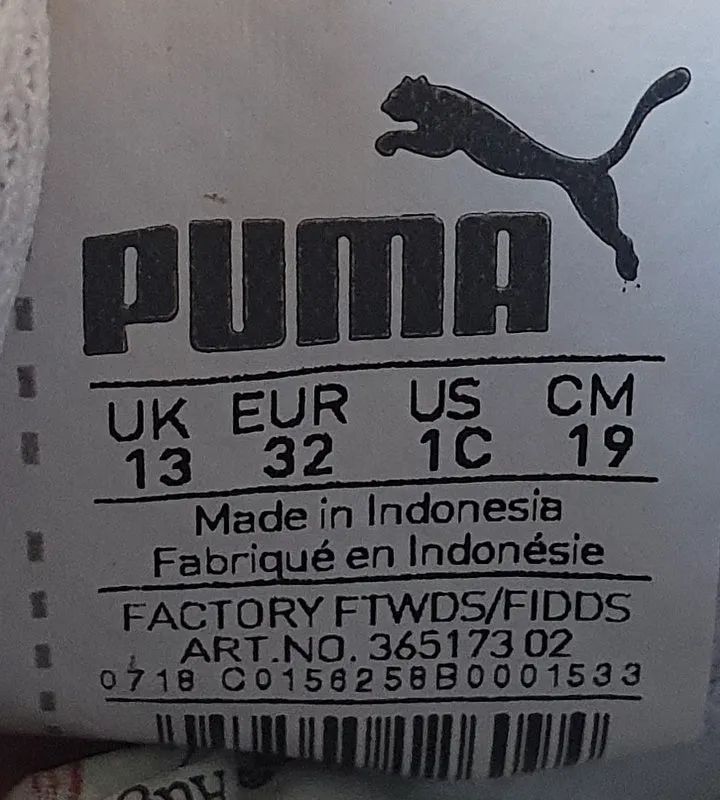 PUMA
UK EUR US CM
13 32 1C 19
Made in Indonesia
Fabriqué en Indonésie
FACTORY FTWDS/FIDDS
ART.NO. 365173 02
0718 C0156258B0001533